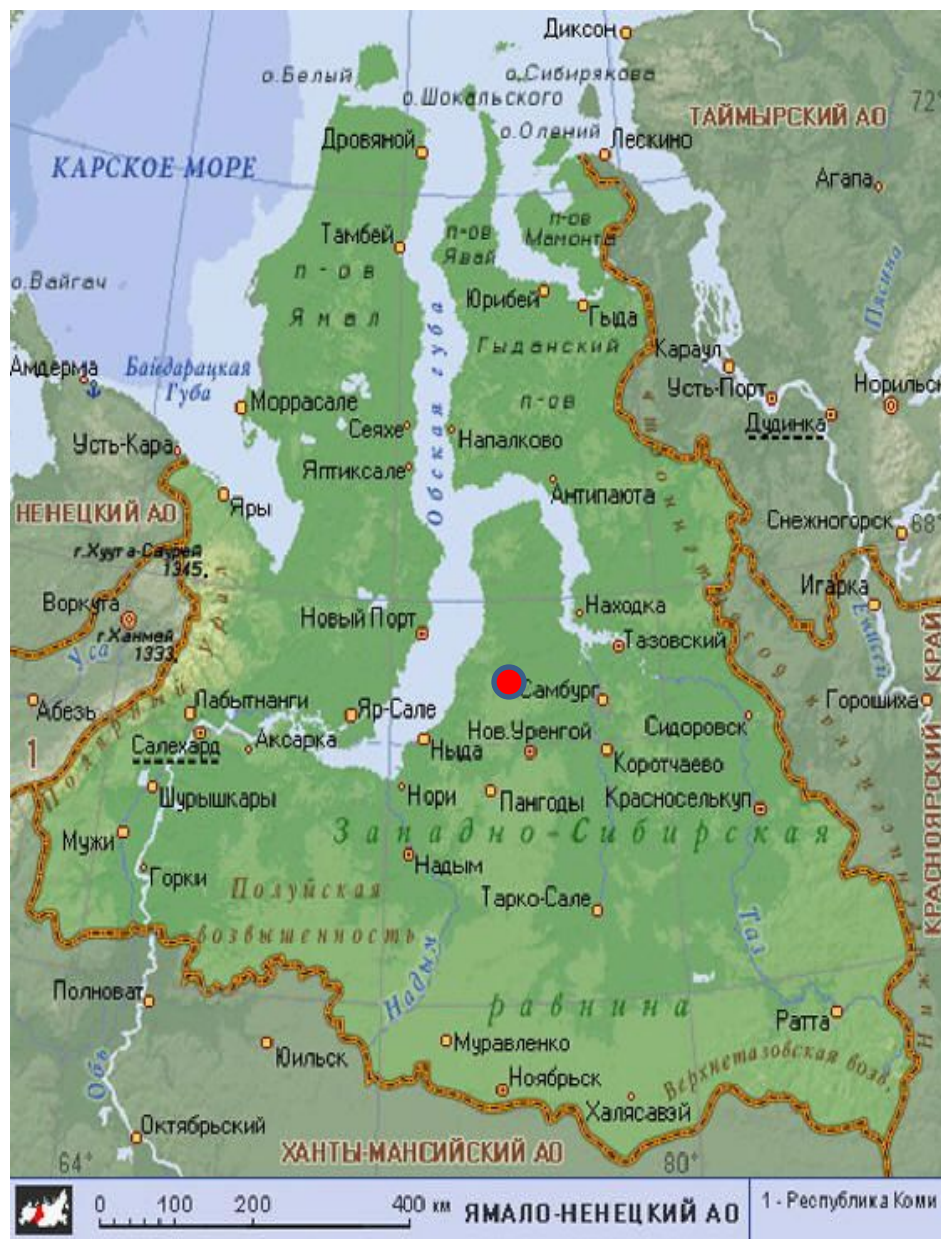 Диксон
о.Белый
о.Сибирякова
о.Шокальского
72°
ТАЙМЫРСКИЙ АО
о.Олений
Дровяной
Лескино
КАРСКОЕ МОРЕ
Агапа
п-ов
Мамонта
Тамбей
п-ов
Явай
п-ов
Ямал
о.Вайгач
Пясина
Юрибей
Гыда
Обская губа
Гыданский
п-ов
Караул
Амдерма
Байдарацкая
Губа
Усть-Порт
Норильск
Моррасале
Дудинка
Сеяхе
Напалково
Усть-Кара
Яптиксале
Антипаюта
Яры
НЕНЕЦКИЙ АО
Снежногорск
68°
г.Хуута-Саурей
1345
Игарка
Воркута
Находка
Новый Порт
Енисей
г.Ханмей
1333
Уса
Тазовский
Полярный Урал
Самбург
Лабытнанги
Абезь
Яр-Сале
Горошиха
Сидоровск
Нов.Уренгой
Салехард
Аксарка
Ныда
Коротчаево
1
Шурышкары
Нори
Пангоды
Красноселькуп
КРАСНОЯРСКИЙ КРАЙ
Западно-Сибирская
Мужи
Надым
Горки
Полуйская
возвышенность
Тарко-Сале
Таз
Надым
Полноват
равнина
Ратта
Муравленко
Юильск
Верхнетазовская возв.
Обь
Ноябрьск
Халясавэй
Октябрьский
ХАНТЫ-МАНСИЙСКИЙ АО
64°
80°
0 100 200 400 км
ЯМАЛО-НЕНЕЦКИЙ АО
1 - Республика Коми